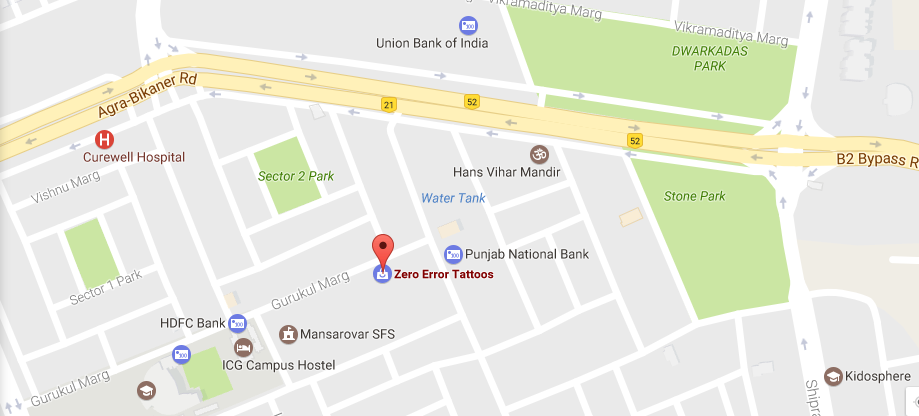 Vikramaditya Marg
Vikramaditya Marg
Union Bank of India
DWARKADAS
PARK
Agra-Bikaner Rd
21
52
52
B2 Bypass R
H
Curewell Hospital
Hans Vihar Mandir
Sector 2 Park
Vishnu Marg
Water Tank
Stone Park
Punjab National Bank
Zero Error Tattoos
Sector 1 Park
Gurukul Marg
HDFC Bank
Mansarovar SFS
ICG Campus Hostel
Gurukul Marg
Kidosphere
Shipra